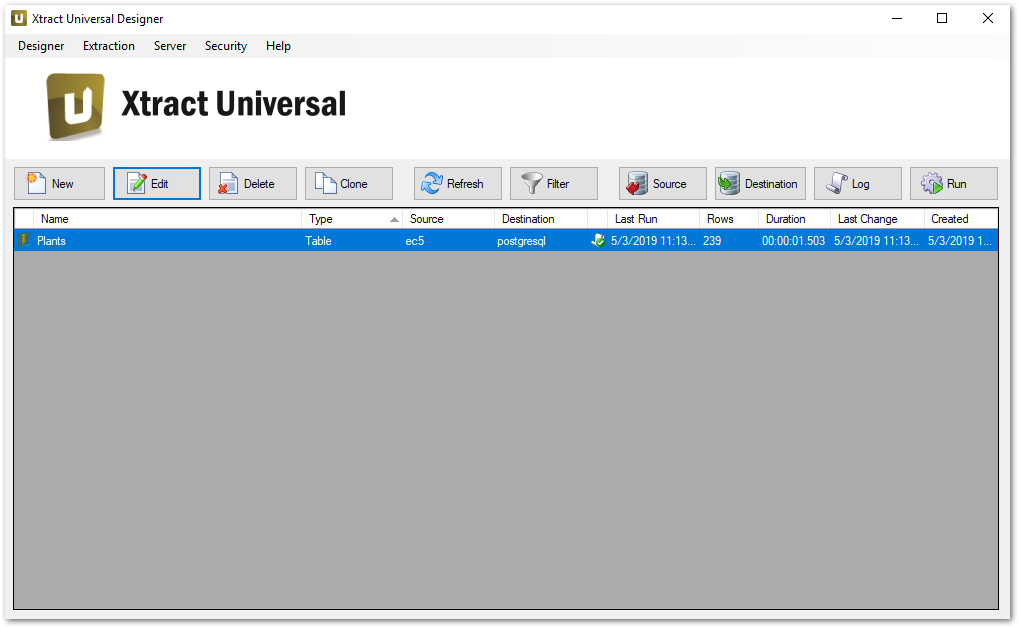 Xtract Universal Designer
Designer Extraction Server Security Help
Xtract Universal
New Edit Delete Clone Refresh Filter Source Destination Log Run
Name Type Source Destination Last Run Rows Duration Last Change Created
Plants Table ec5 postgresql 5/3/2019 11:13... 239 00:00:01.503 5/3/2019 11:13... 5/3/2019 1...